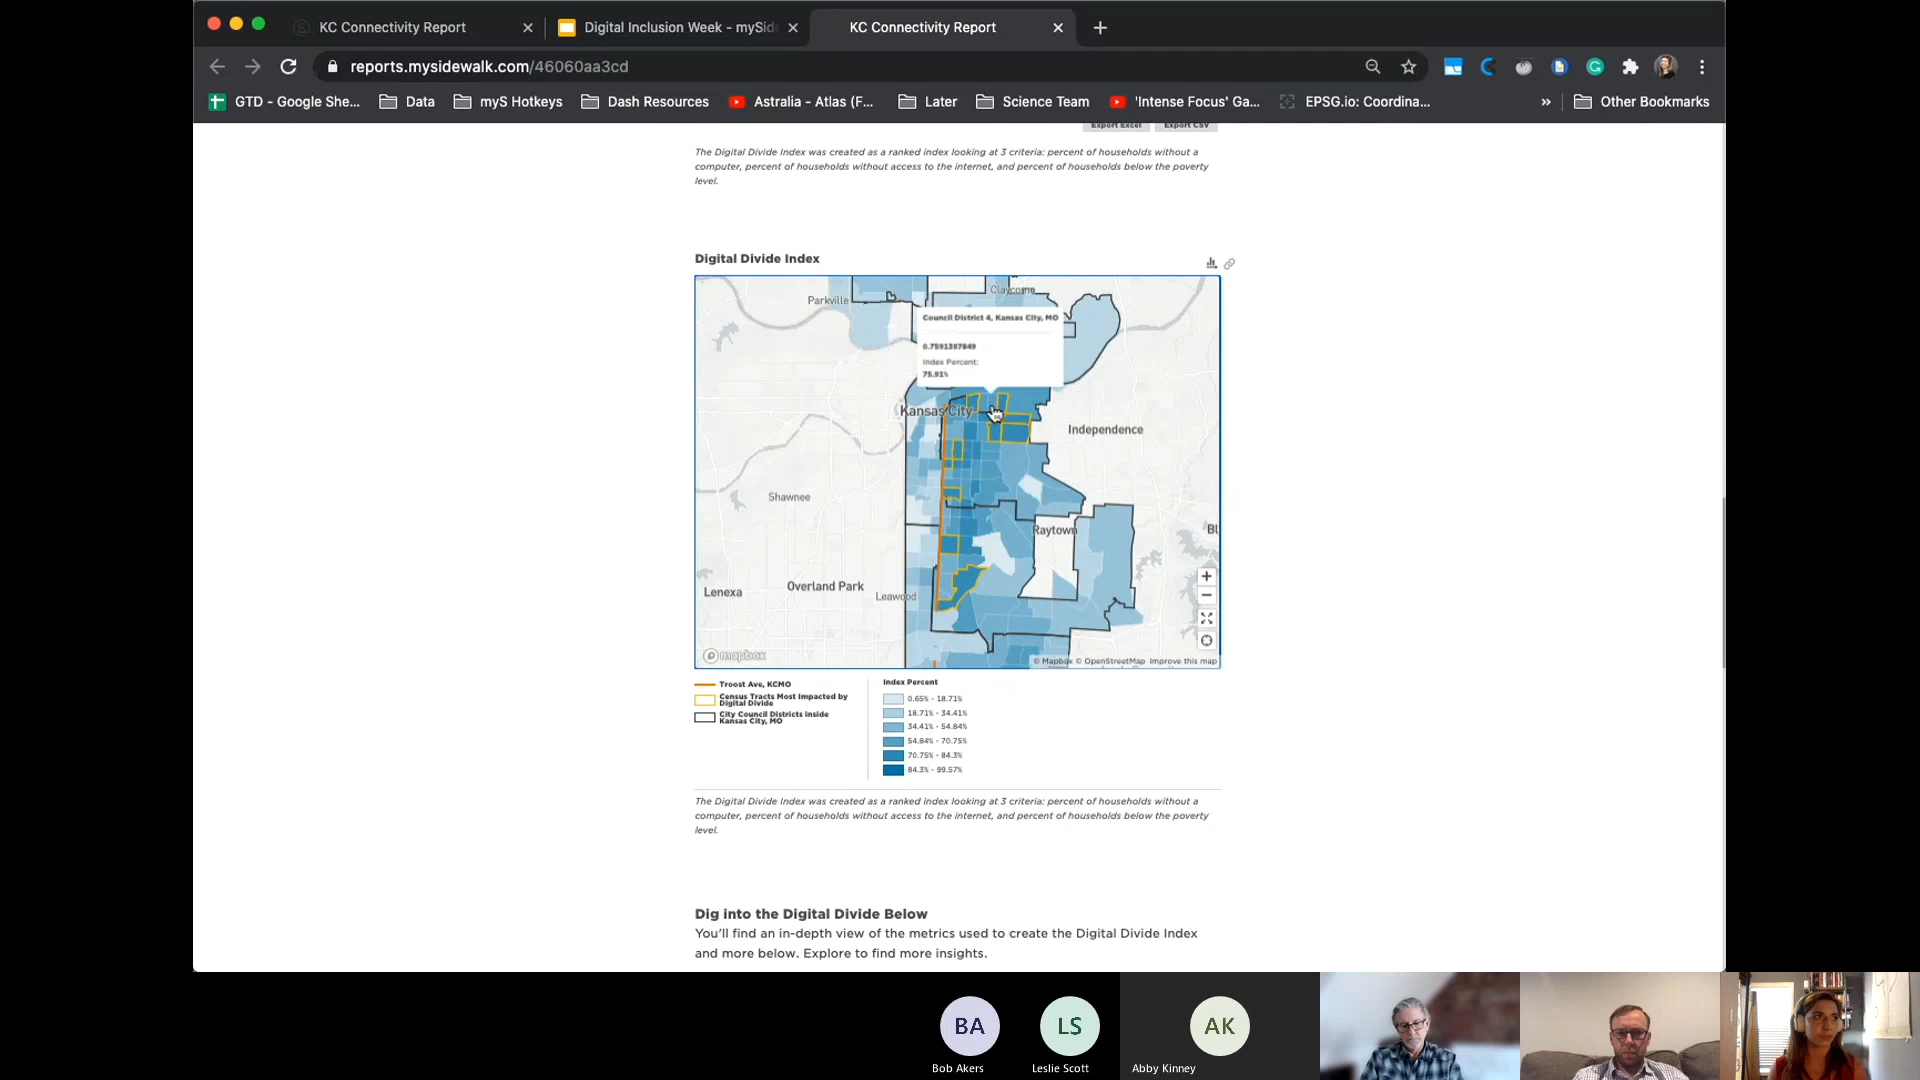 KC Connectivity Report
Digital Inclusion Week - mySid
KC Connectivity Report
reports.mysidewalk.com/46060aa3cd
GTD - Google She...
Data
myS Hotkeys
Dash Resources
Astralia - Atlas (F...
Later
Science Team
'Intense Focus' Ga...
EPSG.io: Coordina...
»
Other Bookmarks
Export Excel
Export CSV
The Digital Divide Index was created as a ranked index looking at 3 criteria: percent of households without a
computer, percent of households without access to the internet, and percent of households below the poverty
level.
Digital Divide Index
Parkville
Claycomo
Council District 4, Kansas City, MO
0.7591397849
Index Percent:
75.91%
Kansas City
Independence
Shawnee
Raytown
Bl
Overland Park
Lenexa
Leawood
mapbox
© Mapbox © OpenStreetMap Improve this map
Troost Ave, KCMO
Census Tracts Most Impacted by
Digital Divide
City Council Districts inside
Kansas City, MO
Index Percent
0.65% - 18.71%
18.71% - 34.41%
34.41% - 54.84%
54.84% - 70.75%
70.75% - 84.3%
84.3% - 99.57%
The Digital Divide Index was created as a ranked index looking at 3 criteria: percent of households without a
computer, percent of households without access to the internet, and percent of households below the poverty
level.
Dig into the Digital Divide Below
You'll find an in-depth view of the metrics used to create the Digital Divide Index
and more below. Explore to find more insights.
BA
LS
AK
Bob Akers
Leslie Scott
Abby Kinney